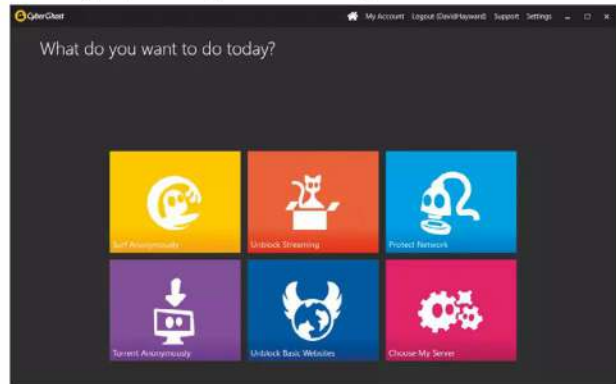 CyberGhost
My Account Logout (DavidHayward) Support Settings
What do you want to do today?
Surf Anonymously
Unblock Streaming
Protect Network
Torrent Anonymously
Unblock Basic Websites
Choose My Server